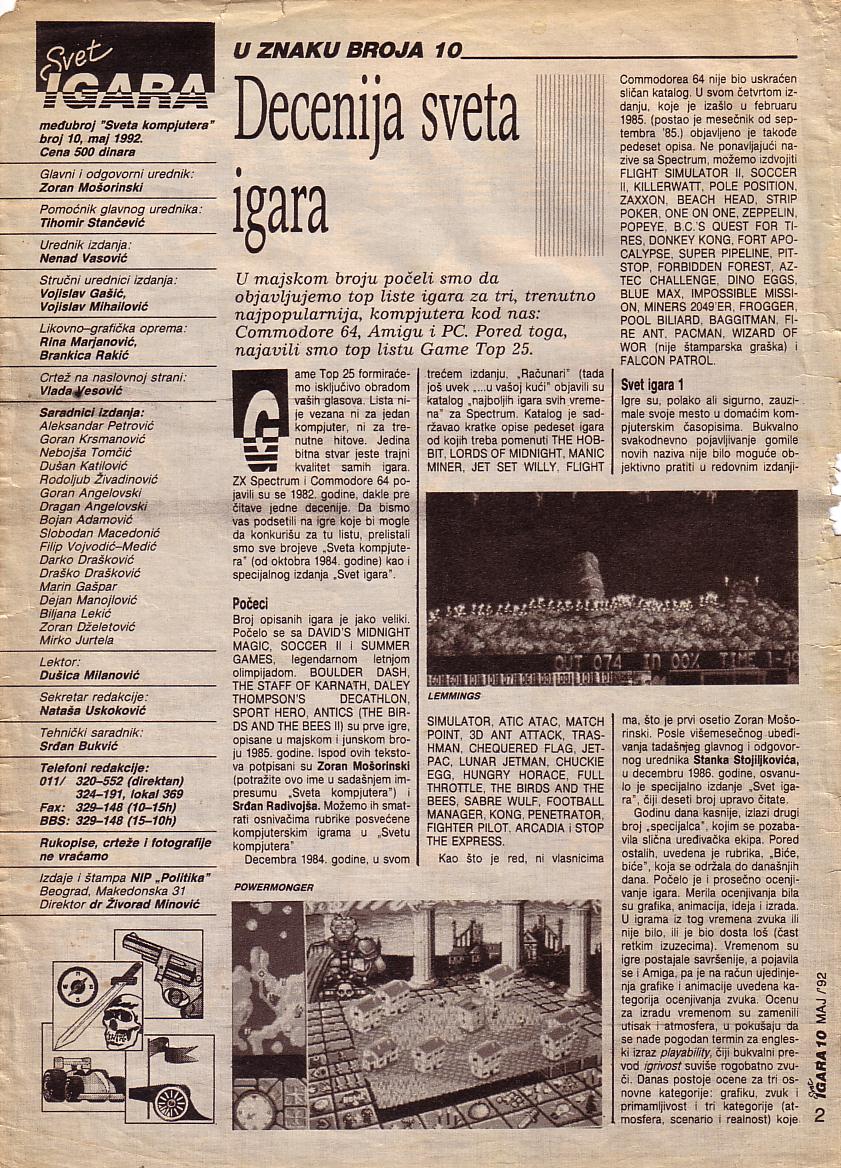 Svet
IGARA
međubroj "Sveta kompjutera"
broj 10, maj 1992.
Cena 500 dinara
Glavni i odgovorni urednik:
Zoran Mošorinski
Pomoćnik glavnog urednika:
Tihomir Stančević
Urednik izdanja:
Nenad Vasović
Stručni urednici izdanja:
Vojislav Gašić,
Vojislav Mihailović
Likovno–grafička oprema:
Rina Marjanović,
Brankica Rakić
Crtež na naslovnoj strani:
Vlada Vesović
Saradnici izdanja:
Aleksandar Petrović
Goran Krsmanović
Nebojša Tomčić
Dušan Katilović
Rodoljub Živadinović
Goran Angelovski
Dragan Angelovski
Bojan Adamović
Slobodan Macedonić
Filip Vojvodić–Medić
Darko Drašković
Draško Drašković
Marin Gašpar
Dejan Manojlović
Biljana Lekić
Zoran Dželetović
Mirko Jurtela
Lektor:
Dušica Milanović
Sekretar redakcije:
Nataša Uskoković
Tehnički saradnik:
Srđan Bukvić
Telefoni redakcije:
011/ 320–552 (direktan)
324–191, lokal 369
Fax: 329–148 (10–15h)
BBS: 329–148 (15–10h)
Rukopise, crteže i fotografije
ne vraćamo
Izdaje i štampa NIP „Politika"
Beograd, Makedonska 31
Direktor dr Živorad Minović
U ZNAKU BROJA 10
Decenija sveta
igara
U majskom broju počeli smo da
objavljujemo top liste igara za tri, trenutno
najpopularnija, kompjutera kod nas:
Commodore 64, Amigu i PC. Pored toga,
najavili smo top listu Game Top 25.
Game Top 25 formiraće-
mo isključivo obradom
vaših glasova. Lista ni-
je vezana ni za jedan
kompjuter, ni za tre-
nutne hitove. Jedina
bitna stvar jeste trajni
kvalitet samih igara.
ZX Spectrum i Commodore 64 po-
javili su se 1982. godine, dakle pre
čitave jedne decenije. Da bismo
vas podsetili na igre koje bi mogle
da konkurišu za tu listu, prelistali
smo sve brojeve „Sveta kompjute-
ra" (od oktobra 1984. godine) kao i
specijalnog izdanja „Svet igara".
Počeci
Broj opisanih igara je jako veliki.
Počelo se sa DAVID'S MIDNIGHT
MAGIC, SOCCER II i SUMMER
GAMES, legendarnom letnjom
olimpijadom. BOULDER DASH,
THE STAFF OF KARNATH, DALEY
THOMPSON'S DECATHLON,
SPORT HERO, ANTICS (THE BIR-
DS AND THE BEES II) su prve igre,
opisane u majskom i junskom broju
1985. godine. Ispod ovih teksto-
va potpisani su Zoran Mošorinski
(potražite ovo ime u sadašnjem im-
presumu „Sveta kompjutera") i
Srđan Radivojša. Možemo ih smat-
rati osnivačima rubrike posvećene
kompjuterskim igrama u „Svetu
kompjutera"
Decembra 1984. godine, u svom
POWERMONGER
trećem izdanju, „Računari" (tada
još uvek „...u vašoj kući" objavili su
katalog „najboljih igara svih vreme-
na" za Spectrum. Katalog je sad-
ržavao kratke opise pedeset igara
od kojih treba pomenuti THE HOB-
BIT, LORDS OF MIDNIGHT, MANIC
MINER, JET SET WILLY, FLIGHT
OUT 074 IN 00% TIME 1-49
LEMMINGS
SIMULATOR, ATIC ATAC, MATCH
POINT, 3D ANT ATTACK, TRAS-
HMAN, CHEQUERED FLAG, JET-
PAC, LUNAR JETMAN, CHUCKIE
EGG, HUNGRY HORACE, FULL
THROTTLE, THE BIRDS AND THE
BEES, SABRE WULF, FOOTBALL
MANAGER, KONG, PENETRATOR,
FIGHTER PILOT, ARCADIA i STOP
THE EXPRESS.
Kao što je red, ni vlasnicima
Commodorea 64 nije bio uskraćen
sličan katalog. U svom četvrtom iz-
danju, koje je izašlo u februaru
1985. (postao je mesečnik od sep-
tembra '85.) objavljeno je takođe
pedeset opisa. Ne ponavljajući na-
zive sa Spectrum, možemo izdvojiti
FLIGHT SIMULATOR II, SOCCER
II, KILLERWATT, POLE POSITION,
ZAXXON, BEACH HEAD, STRIP
POKER, ONE ON ONE, ZEPPELIN,
POPEYE, B.C.'S QUEST FOR TI-
RES, DONKEY KONG, FORT APO-
CALYPSE, SUPER PIPELINE, PIT-
STOP, FORBIDDEN FOREST, AZ-
TEC CHALLENGE, DINO EGGS,
BLUE MAX, IMPOSSIBLE MISSI-
ON, MINERS 2049'ER, FROGGER,
POOL BILIARD, BAGGITMAN, FI-
RE ANT, PACMAN, WIZARD OF
WOR (nije štamparska graška) i
FALCON PATROL.
Svet igara 1
Igre su, polako ali sigurno, zauzi-
male svoje mesto u domaćim kom-
pjuterskim časopisima. Bukvalno
svakodnevno pojavljivanje gomile
novih naziva nije bilo moguće ob-
jektivno pratiti u redovnim izdanji-
ma, što je prvi osetio Zoran Mošo-
rinski. Posle višemesečnog ubeđi-
vanja tadašnjeg glavnog i odgovor-
nog urednika Stanka Stojiljkovića,
u decembru 1986. godine, osvanu-
lo je specijalno izdanje „Svet iga-
ra", čiji deseti broj upravo čitate.
Godinu dana kasnije, izlazi drugi
broj „specijalca", kojim se pozaba-
vila slična uređivačka ekipa. Pored
ostalih, uvedena je rubrika, „Biće,
biće", koja se održala do današnjih
dana. Počelo je i prosečno ocenji-
vanje igara. Merila ocenjivanja bila
su grafika, animacija, ideja i izrada.
U igrama iz tog vremena zvuka ili
nije bilo, ili je bio dosta loš (čast
retkim izuzecima). Vremenom su
igre postajale savršenije, a pojavila
se i Amiga, pa je na račun ujedinje-
nja grafike i animacije uvedena ka-
tegorija ocenjivanja zvuka. Ocenu
za izradu vremenom su zamenili
utisak i atmosfera, u pokušaju da
se nađe pogodan termin za engles-
ki izraz playability, čiji bukvalni pre-
vod igrivost suviše rogobatno zvu-
či. Danas postoje ocene za tri os-
novne kategorije: grafiku, zvuk i
primamljivost i tri kategorije (at-
mosfera, scenario i realnost) koje
2 Svet IGARA 10 MAJ/'92